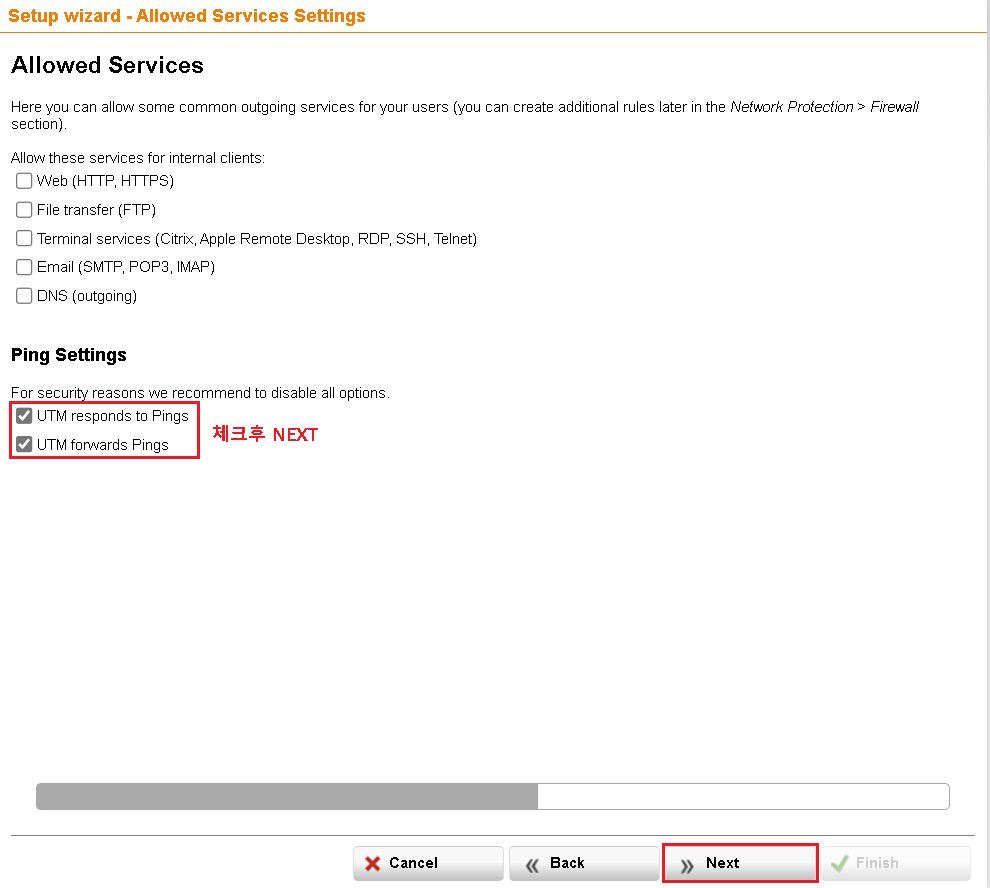 Setup wizard - Allowed Services Settings
Allowed Services
Here you can allow some common outgoing services for your users (you can create additional rules later in the Network Protection > Firewall
section).
Allow these services for internal clients:
Web (HTTP, HTTPS)
File transfer (FTP)
Terminal services (Citrix, Apple Remote Desktop, RDP, SSH, Telnet)
Email (SMTP, POP3, IMAP)
DNS (outgoing)
Ping Settings
For security reasons we recommend to disable all options.
UTM responds to Pings
체크후 NEXT
UTM forwards Pings
Cancel
Back
Next
Finish